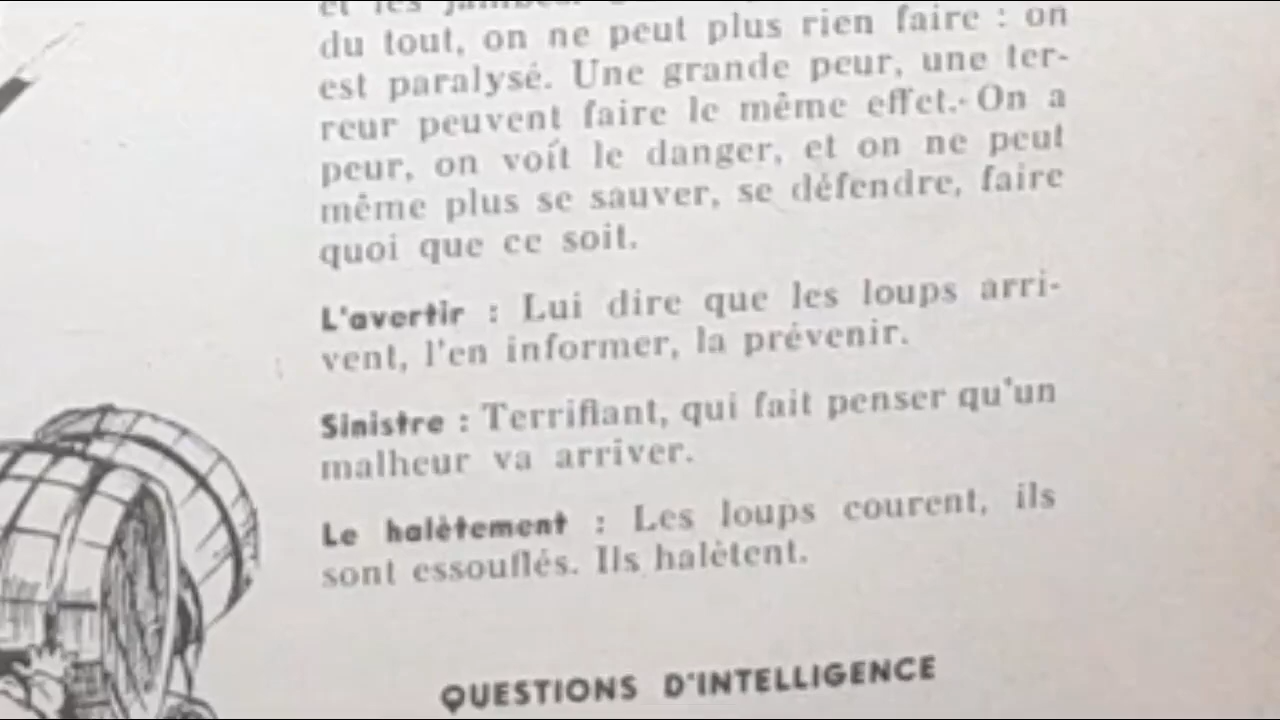 et les
du tout, on ne peut plus rien faire : on
est paralysé. Une grande peur, une ter-
reur peuvent faire le même effet. On a
peur, on voit le danger, et on ne peut
même plus se sauver, se défendre, faire
quoi que ce soit.
L'avertir : Lui dire que les loups arri-
vent, l'en informer, la prévenir.
Sinistre : Terrifiant, qui fait penser qu'un
malheur va arriver.
Le halètement : Les loups courent, ils
sont essouflés. Ils halètent.
QUESTIONS D'INTELLIGENCE